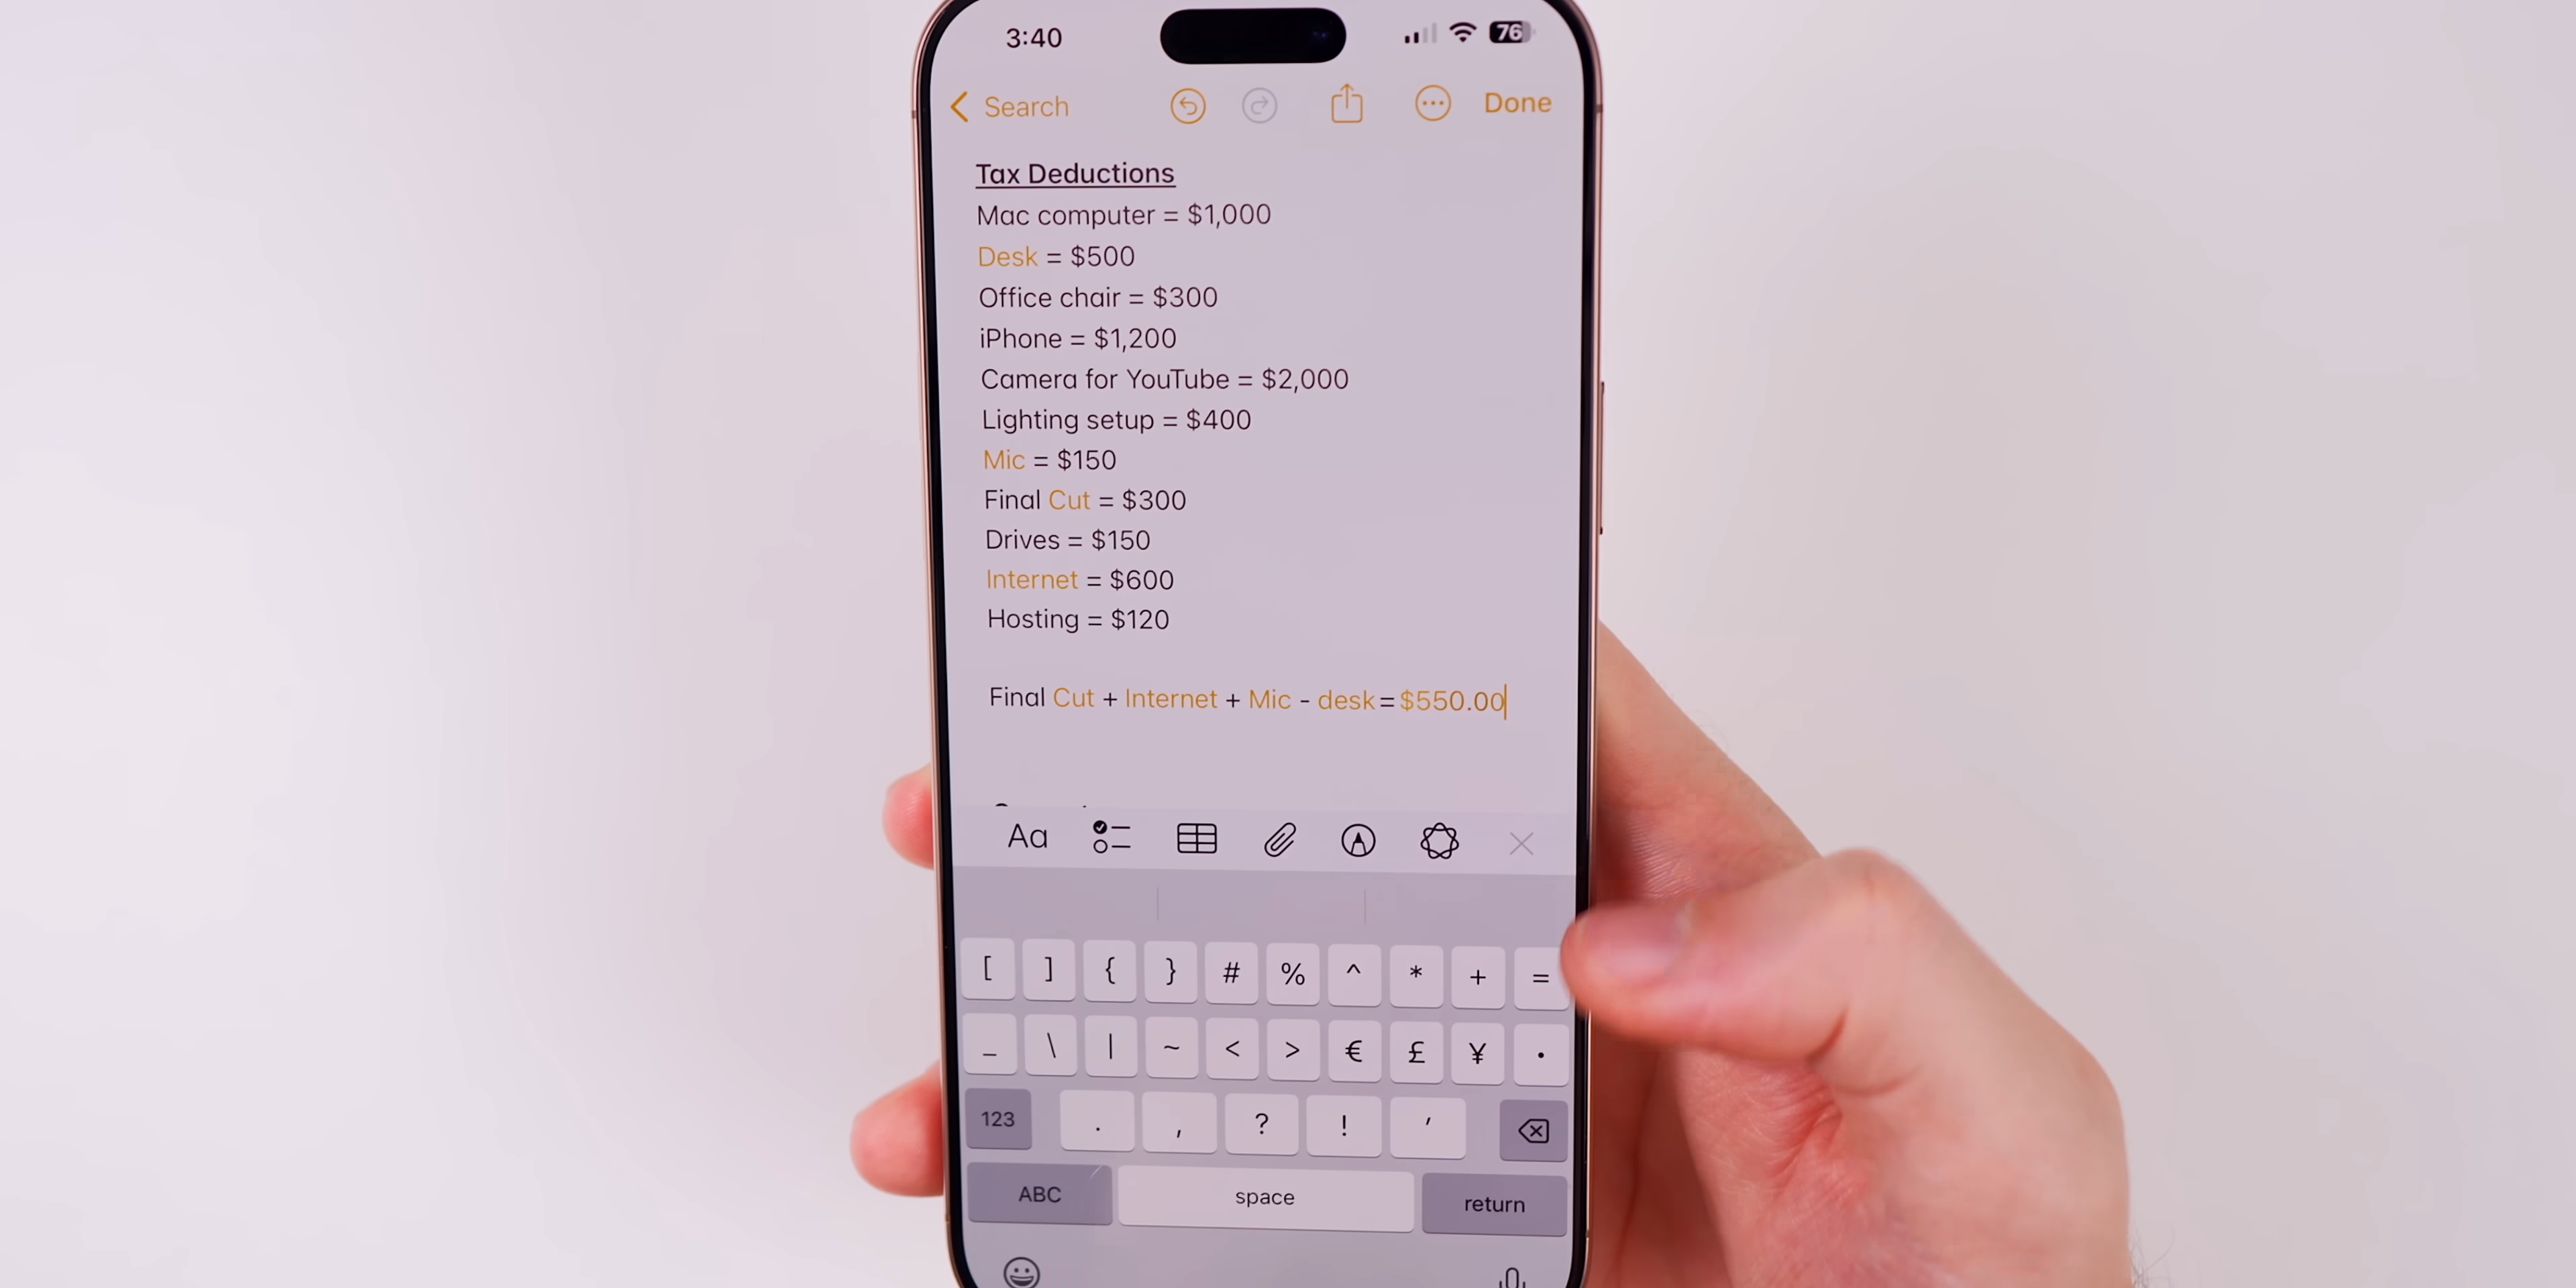 3:40
76
Search
Done
Tax Deductions
Mac computer = $1,000
Desk = $500
Office chair = $300
iPhone = $1,200
Camera for YouTube = $2,000
Lighting setup = $400
Mic = $150
Final Cut = $300
Drives = $150
Internet = $600
Hosting = $120
Final Cut + Internet + Mic - desk = $550.00
Aa
[ ] { } # % ^ * + =
_ \ | ~ < > € £ ¥ •
123 . , ? ! ′
ABC space return